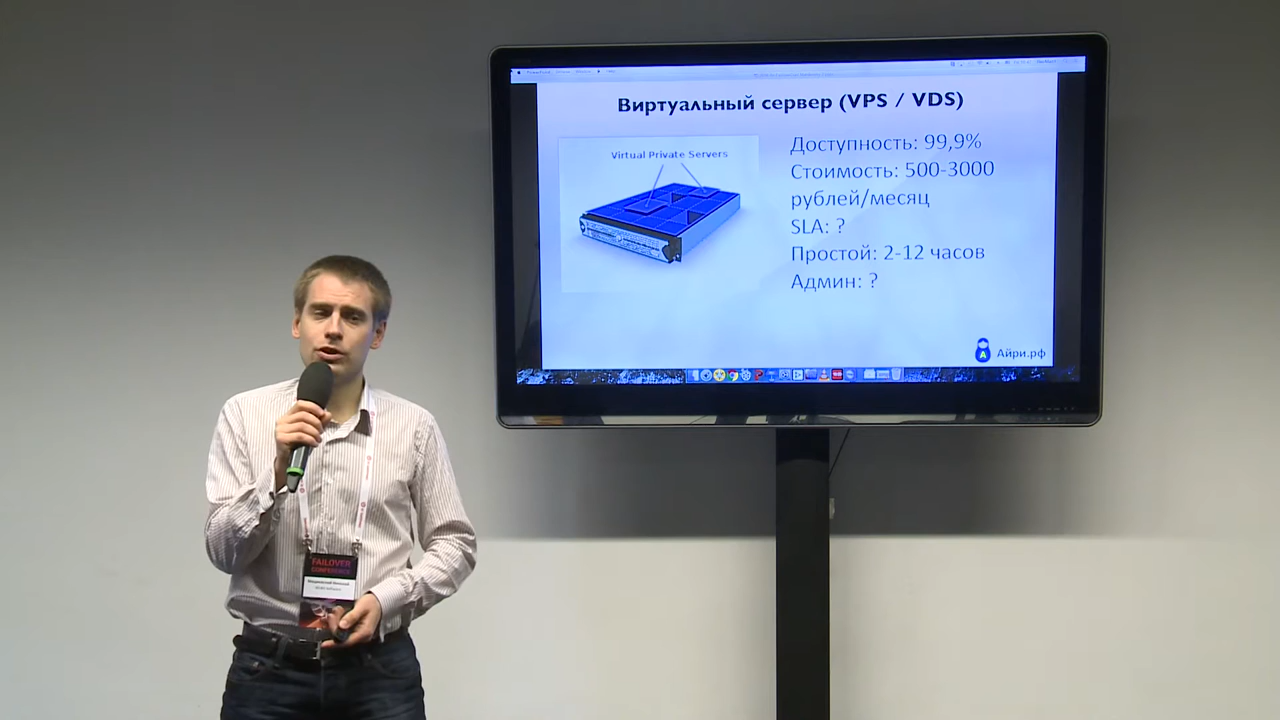 Виртуальный сервер (VPS / VDS)
Virtual Private Servers
Доступность: 99,9%
Стоимость: 500-3000
рублей/месяц
SLA: ?
Простой: 2-12 часов
Админ: ?
Айри.рф
FAILOVER
CONFERENCE